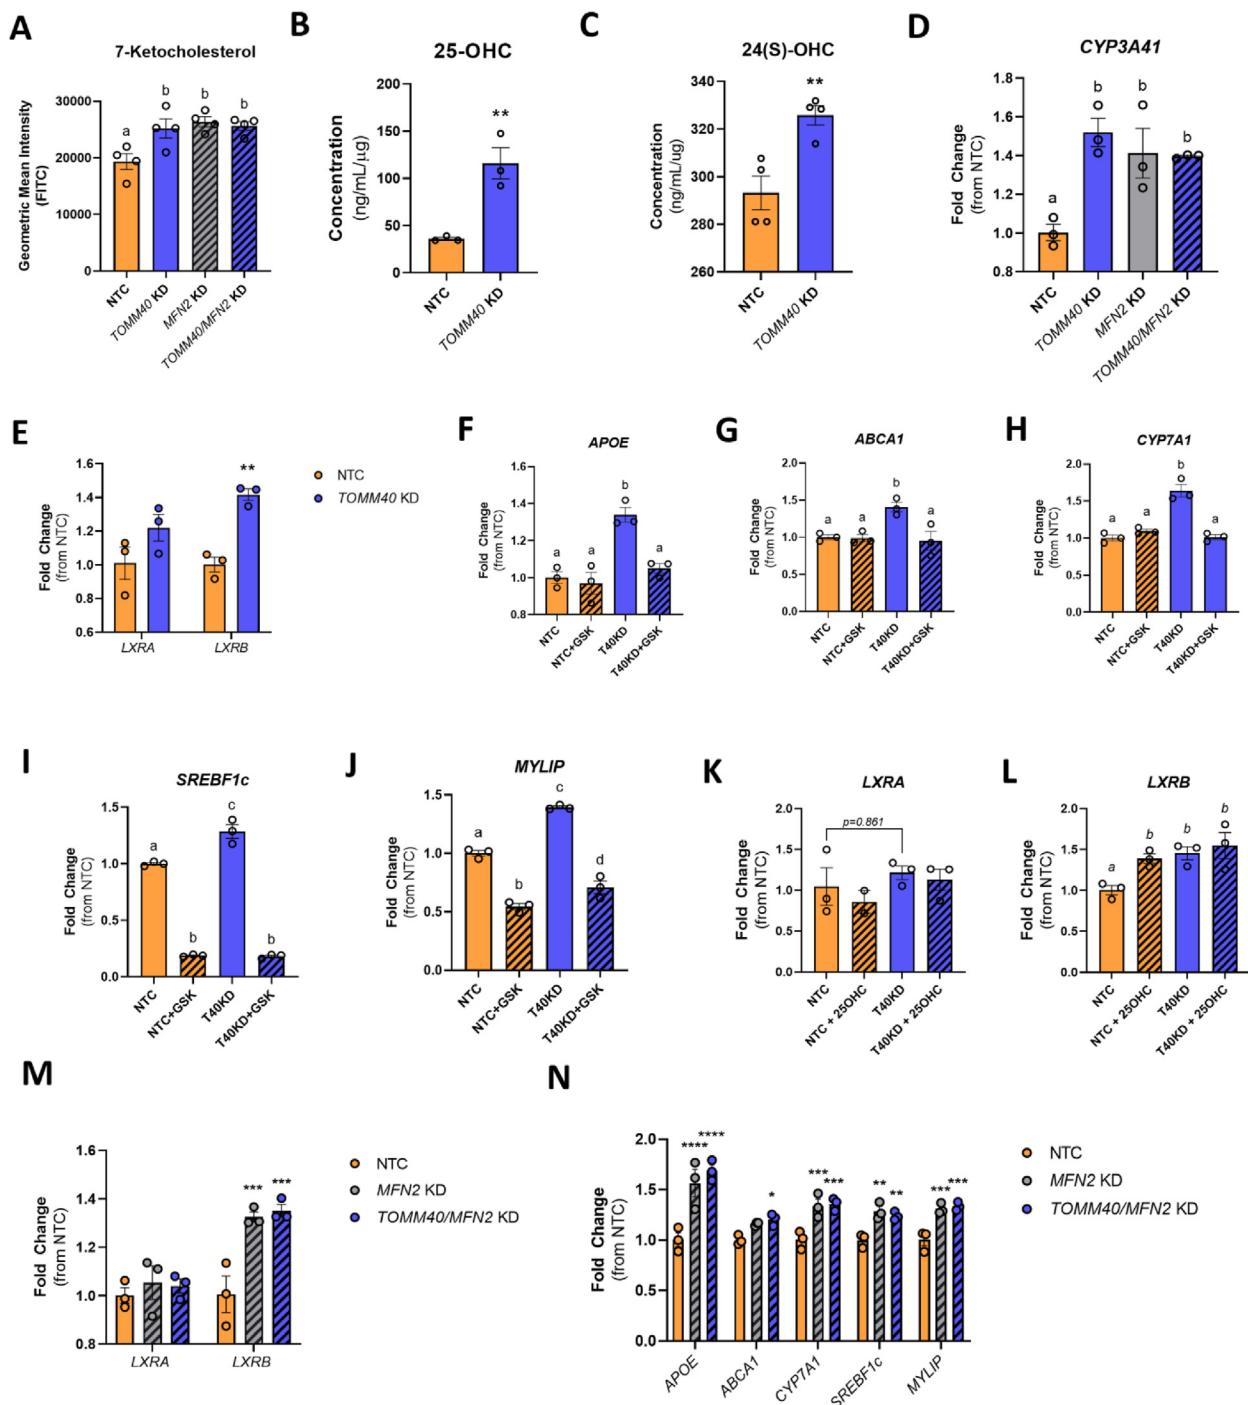 A
7-Ketocholesterol
Geometric Mean Intensity
(FITC)
30000
20000
10000
0
a
b
b
b
NTC
TOMM40 KD
MFN2 KD
TOMM40/MFN2 KD
B
25-OHC
Concentration
(ng/mL/µg)
200
150
100
50
0
**
NTC
TOMM40 KD
C
24(S)-OHC
Concentration
(ng/mL/ug)
340
320
300
280
260
**
NTC
TOMM40 KD
D
CYP3A41
Fold Change
(from NTC)
1.8
1.6
1.4
1.2
1.0
0.8
a
b
b
b
NTC
TOMM40 KD
MFN2 KD
TOMM40/MFN2 KD
E
Fold Change
(from NTC)
1.6
1.4
1.2
1.0
0.8
0.6
**
LXRA
LXRB
NTC
TOMM40 KD
F
APOE
Fold Change
(from NTC)
1.6
1.4
1.2
1.0
0.8
a
a
b
a
NTC
NTC+GSK
T40KD
T40KD+GSK
G
ABCA1
Fold Change
(from NTC)
2.0
1.5
1.0
0.5
0.0
a
a
b
a
NTC
NTC+GSK
T40KD
T40KD+GSK
H
CYP7A1
Fold Change
(from NTC)
2.0
1.5
1.0
0.5
0.0
a
a
b
a
NTC
NTC+GSK
T40KD
T40KD+GSK
I
SREBF1c
Fold Change
(from NTC)
1.5
1.0
0.5
0.0
a
b
c
b
NTC
NTC+GSK
T40KD
T40KD+GSK
J
MYLIP
Fold Change
(from NTC)
1.5
1.0
0.5
0.0
a
b
c
d
NTC
NTC+GSK
T40KD
T40KD+GSK
K
LXRA
Fold Change
(from NTC)
2.0
1.5
1.0
0.5
0.0
p=0.861
NTC
NTC + 25OHC
T40KD
T40KD + 25OHC
L
LXRB
Fold Change
(from NTC)
2.0
1.5
1.0
0.5
0.0
a
b
b
b
NTC
NTC + 25OHC
T40KD
T40KD + 25OHC
M
Fold Change
(from NTC)
1.6
1.4
1.2
1.0
0.8
***
***
LXRA
LXRB
NTC
MFN2 KD
TOMM40/MFN2 KD
N
Fold Change
(from NTC)
2.0
1.5
1.0
0.5
0.0
****
****
*
***
***
**
**
***
***
APOE
ABCA1
CYP7A1
SREBF1c
MYLIP
NTC
MFN2 KD
TOMM40/MFN2 KD